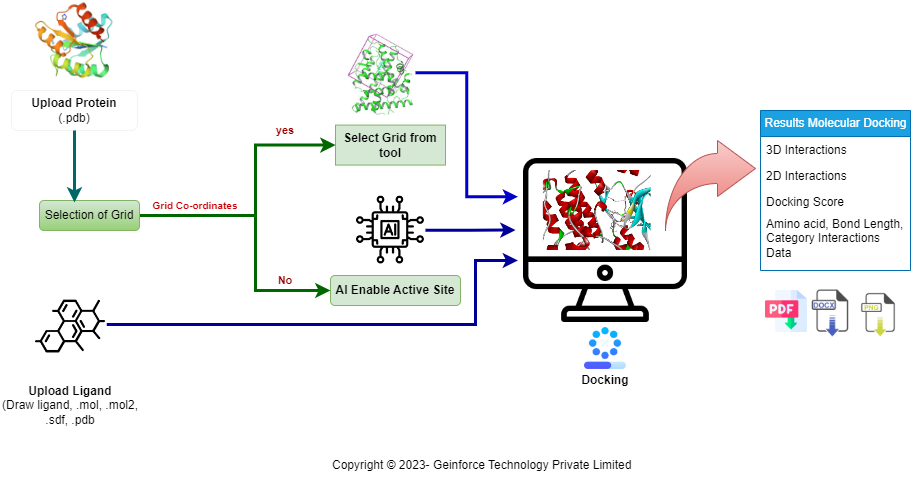 Upload Protein
(.pdb)
Selection of Grid
Grid Co-ordinates
yes
No
Select Grid from
tool
AI
AI Enable Active Site
Upload Ligand
(Draw ligand, .mol, .mol2,
.sdf, .pdb
Docking
Results Molecular Docking
3D Interactions
2D Interactions
Docking Score
Amino acid, Bond Length,
Category Interactions
Data
PDF
DOCX
PNG
Copyright © 2023- Geinforce Technology Private Limited